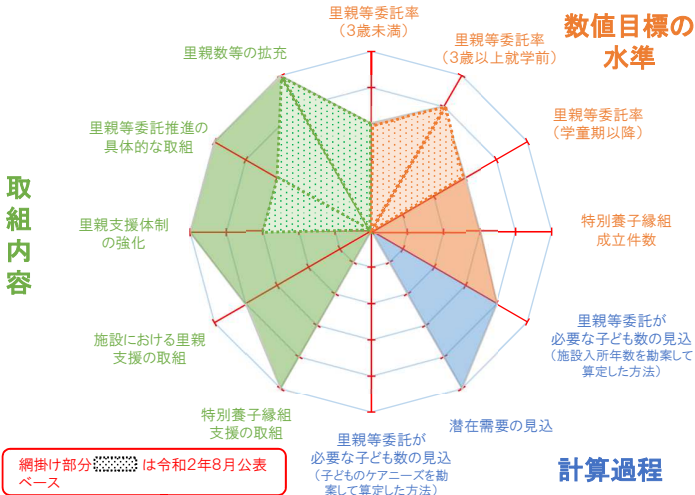 里親等委託率
（3歳未満）
里親等委託率
（3歳以上就学前）
数値目標の
水準
里親数等の拡充
里親等委託率
（学童期以降）
里親等委託推進の
具体的な取組
取組内容
里親支援体制
の強化
特別養子縁組
成立件数
施設における里親
支援の取組
里親等委託が
必要な子ども数の見込
（施設入所年数を勘案して
算定した方法）
特別養子縁組
支援の取組
潜在需要の見込
里親等委託が
必要な子ども数の見込
（子どものケアニーズを勘
案して算定した方法）
計算過程
網掛け部分 は令和2年8月公表
ベース